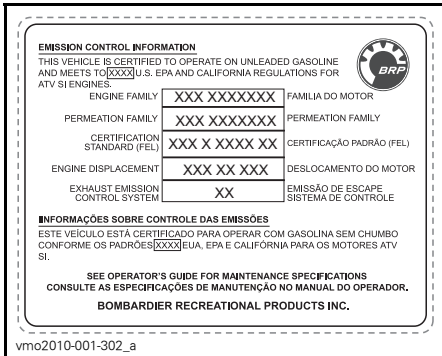 EMISSION CONTROL INFORMATION
THIS VEHICLE IS CERTIFIED TO OPERATE ON UNLEADED GASOLINE
AND MEETS TO XXXX U.S. EPA AND CALIFORNIA REGULATIONS FOR
ATV SI ENGINES.
BRP
ENGINE FAMILY XXX XXXXXXX FAMILIA DO MOTOR
PERMEATION FAMILY XXX XXXXXXX PERMEATION FAMILY
CERTIFICATION
STANDARD (FEL) XXX X XXXX XX CERTIFICAÇÃO PADRÃO (FEL)
ENGINE DISPLACEMENT XXX XX XXX DESLOCAMENTO DO MOTOR
EXHAUST EMISSION XX EMISSÃO DE ESCAPE
CONTROL SYSTEM SISTEMA DE CONTROLE
INFORMAÇÕES SOBRE CONTROLE DAS EMISSÕES
ESTE VEÍCULO ESTÁ CERTIFICADO PARA OPERAR COM GASOLINA SEM CHUMBO
CONFORME OS PADRÕES XXXX EUA, EPA E CALIFÓRNIA PARA OS MOTORES ATV
SI.
SEE OPERATOR'S GUIDE FOR MAINTENANCE SPECIFICATIONS
CONSULTE AS ESPECIFICAÇÕES DE MANUTENÇÃO NO MANUAL DO OPERADOR.
BOMBARDIER RECREATIONAL PRODUCTS INC.
vmo2010-001-302_a